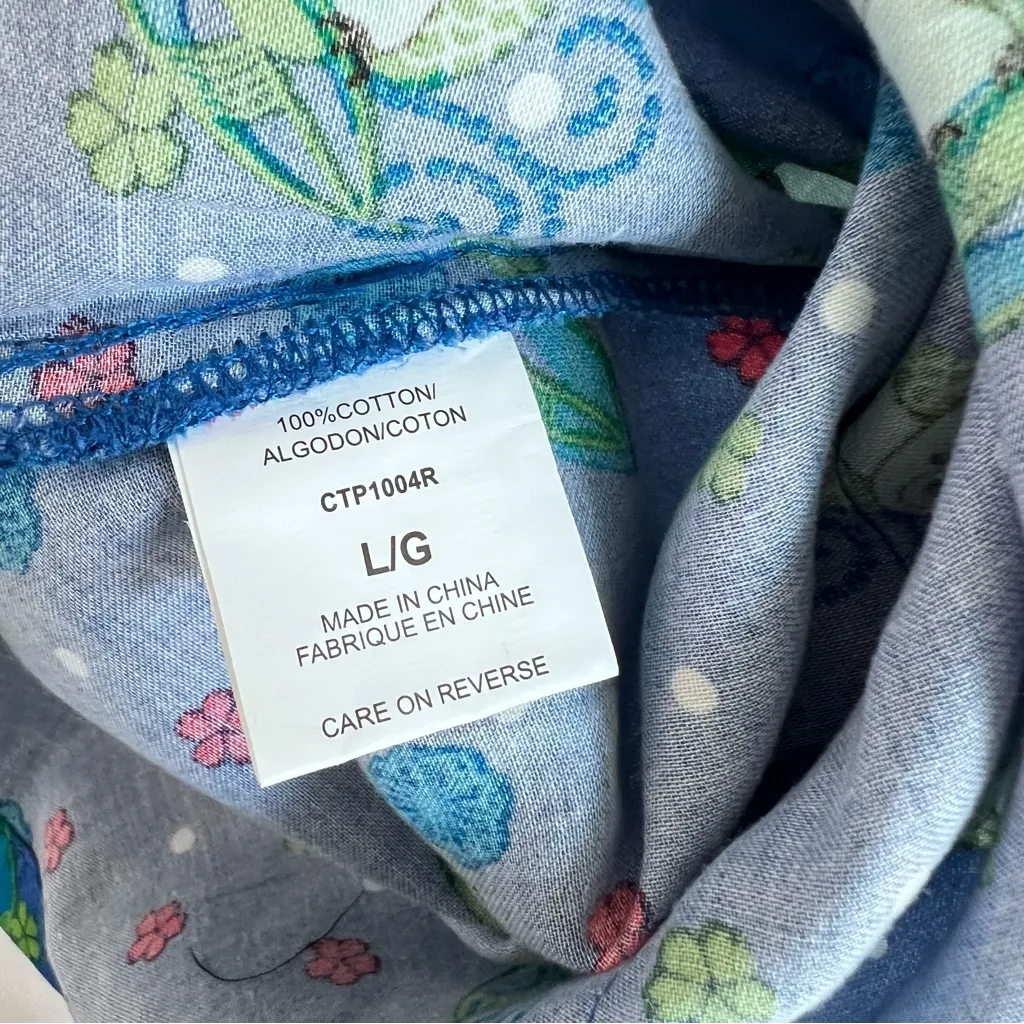 100%COTTON/
ALGODON/COTON
CTP1004R
L/G
MADE IN CHINA
FABRIQUE EN CHINE
CARE ON REVERSE